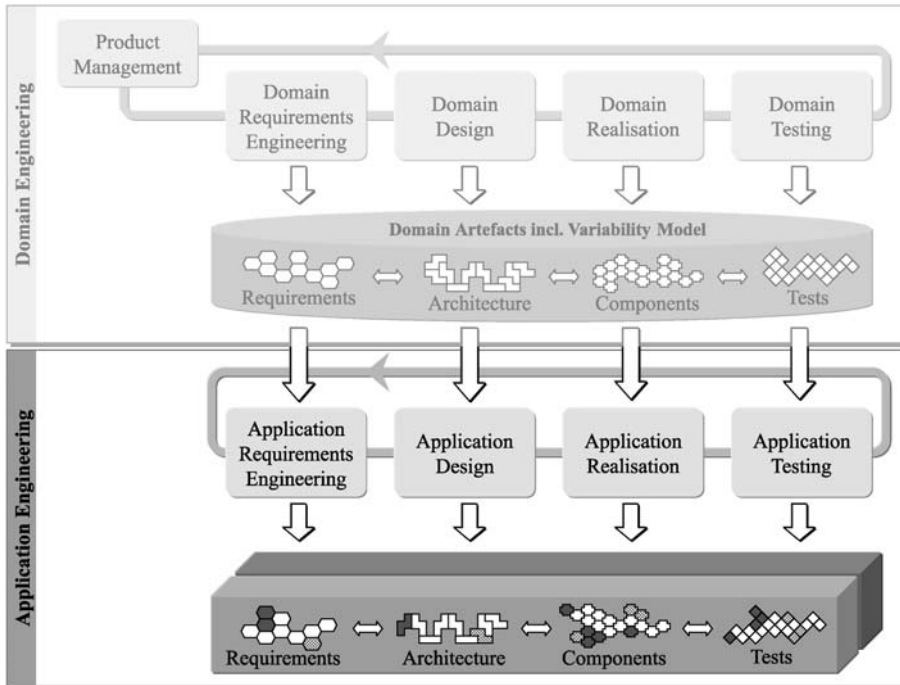 Domain Engineering
Product
Management
Domain
Requirements
Engineering
Domain
Design
Domain
Realisation
Domain
Testing
Domain Artefacts incl. Variability Model
Requirements
Architecture
Components
Tests
Application Engineering
Application
Requirements
Engineering
Application
Design
Application
Realisation
Application
Testing
Requirements
Architecture
Components
Tests